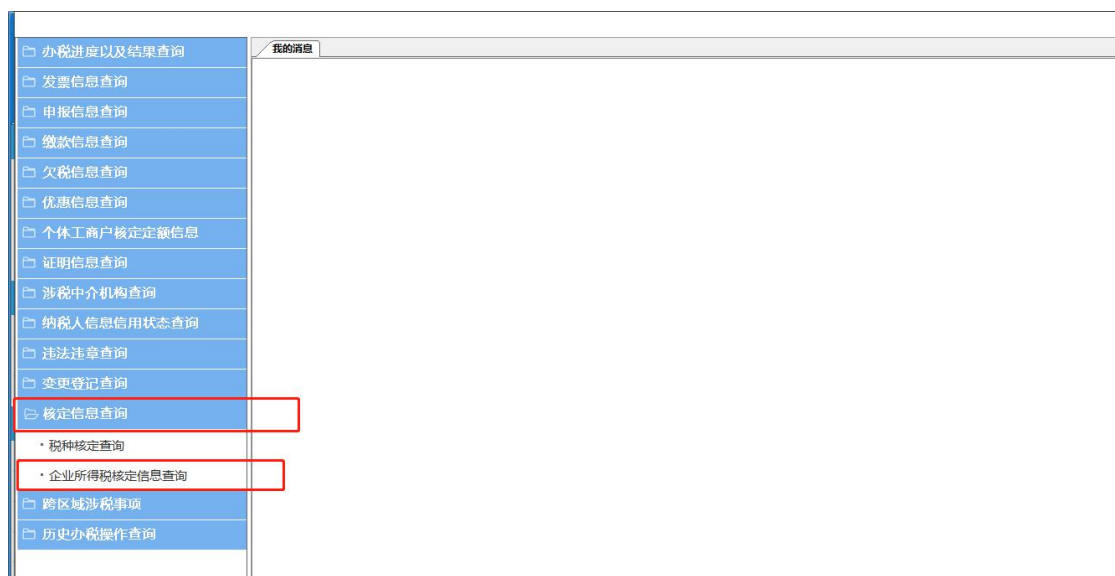 我的消息
办税进度以及结果查询
发票信息查询
申报信息查询
缴款信息查询
欠税信息查询
优惠信息查询
个体工商户核定定额信息
证明信息查询
涉税中介机构查询
纳税人信息信用状态查询
违法违章查询
变更登记查询
核定信息查询
·税种核定查询
·企业所得税核定信息查询
跨区域涉税事项
历史办税操作查询